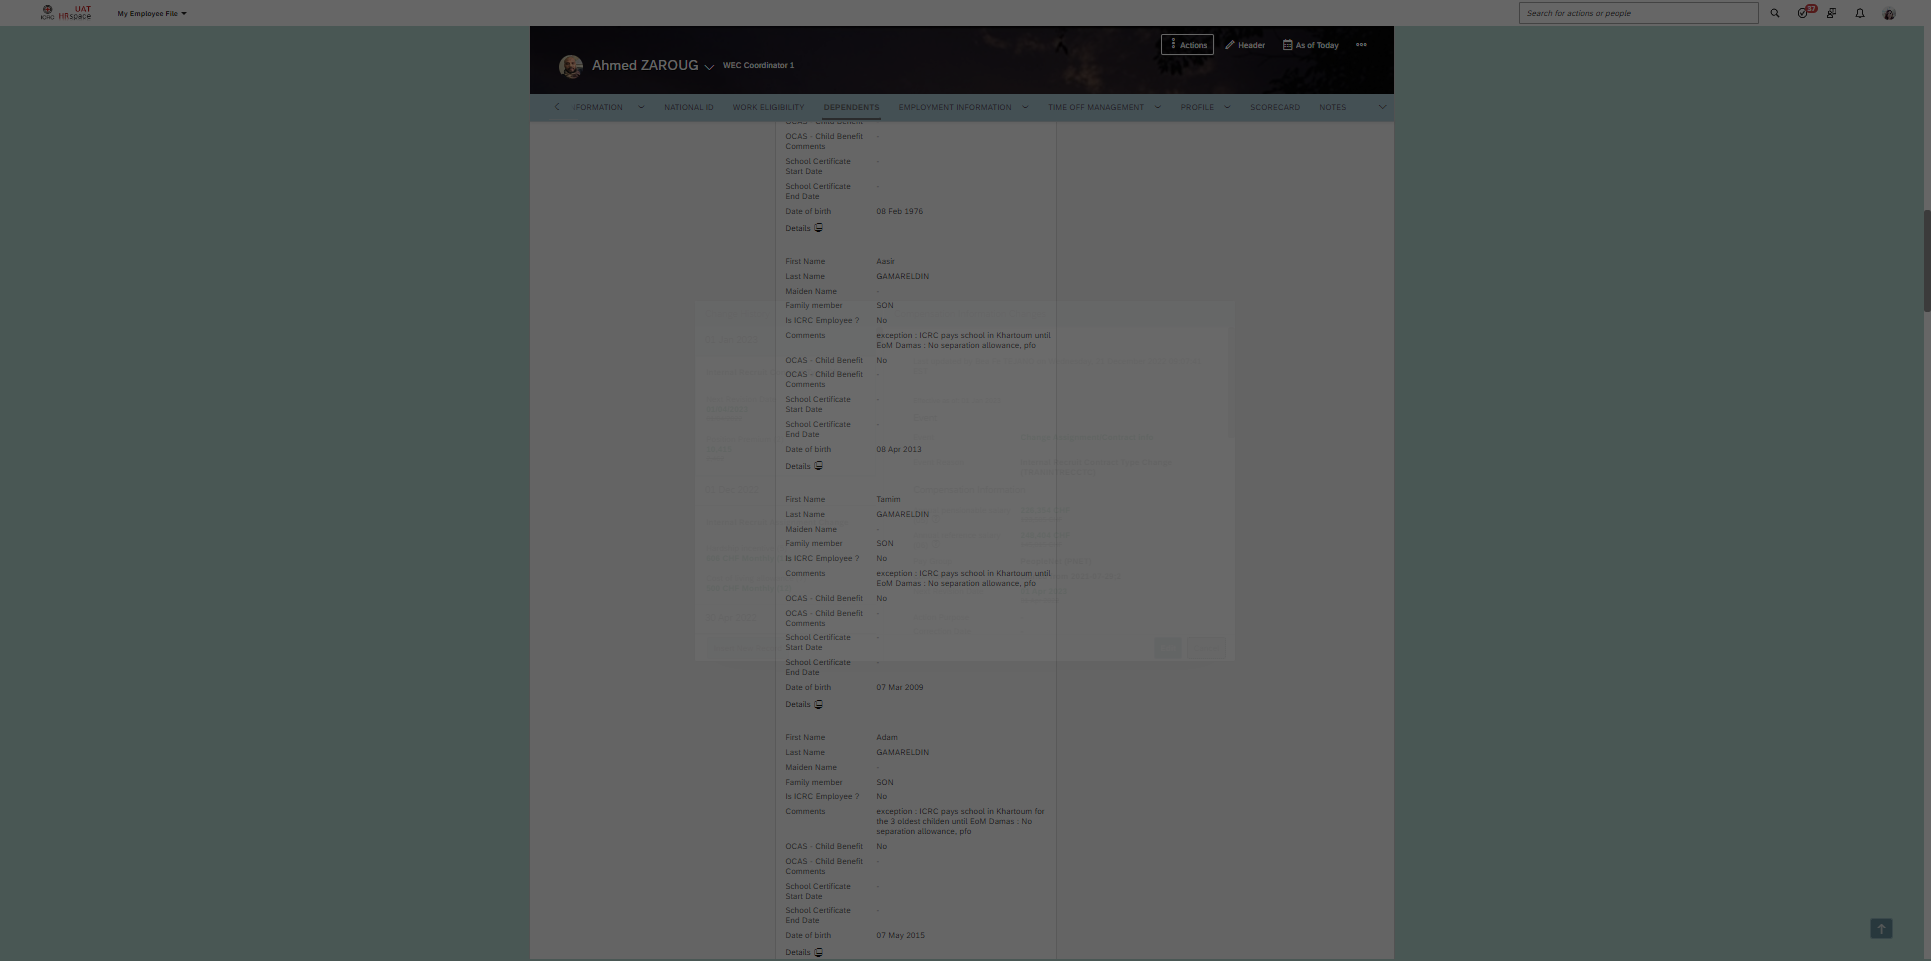 ICRC
UAT
HRspace
My Employee File
Search for actions or people
37
Actions
Header
As of Today
Ahmed ZAROUG
WEC Coordinator 1
FORMATION
NATIONAL ID
WORK ELIGIBILITY
DEPENDENTS
EMPLOYMENT INFORMATION
TIME OFF MANAGEMENT
PROFILE
SCORECARD
NOTES
OCAS - Child Benefit
OCAS - Child Benefit -
Comments
School Certificate -
Start Date
School Certificate -
End Date
Date of birth 08 Feb 1976
Details
First Name Aasir
Last Name GAMARELDIN
Maiden Name -
Family member SON
Is ICRC Employee ? No
Comments exception : ICRC pays school in Khartoum until
EoM Damas : No separation allowance, pfo
OCAS - Child Benefit No
OCAS - Child Benefit -
Comments
School Certificate -
Start Date
School Certificate -
End Date
Date of birth 08 Apr 2013
Details
First Name Tamim
Last Name GAMARELDIN
Maiden Name -
Family member SON
Is ICRC Employee ? No
Comments exception : ICRC pays school in Khartoum until
EoM Damas : No separation allowance, pfo
OCAS - Child Benefit No
OCAS - Child Benefit -
Comments
School Certificate -
Start Date
School Certificate -
End Date
Date of birth 07 Mar 2009
Details
First Name Adam
Last Name GAMARELDIN
Maiden Name -
Family member SON
Is ICRC Employee ? No
Comments exception : ICRC pays school in Khartoum for
the 3 oldest childen until EoM Damas : No
separation allowance, pfo
OCAS - Child Benefit No
OCAS - Child Benefit -
Comments
School Certificate -
Start Date
School Certificate -
End Date
Date of birth 07 May 2015
Details